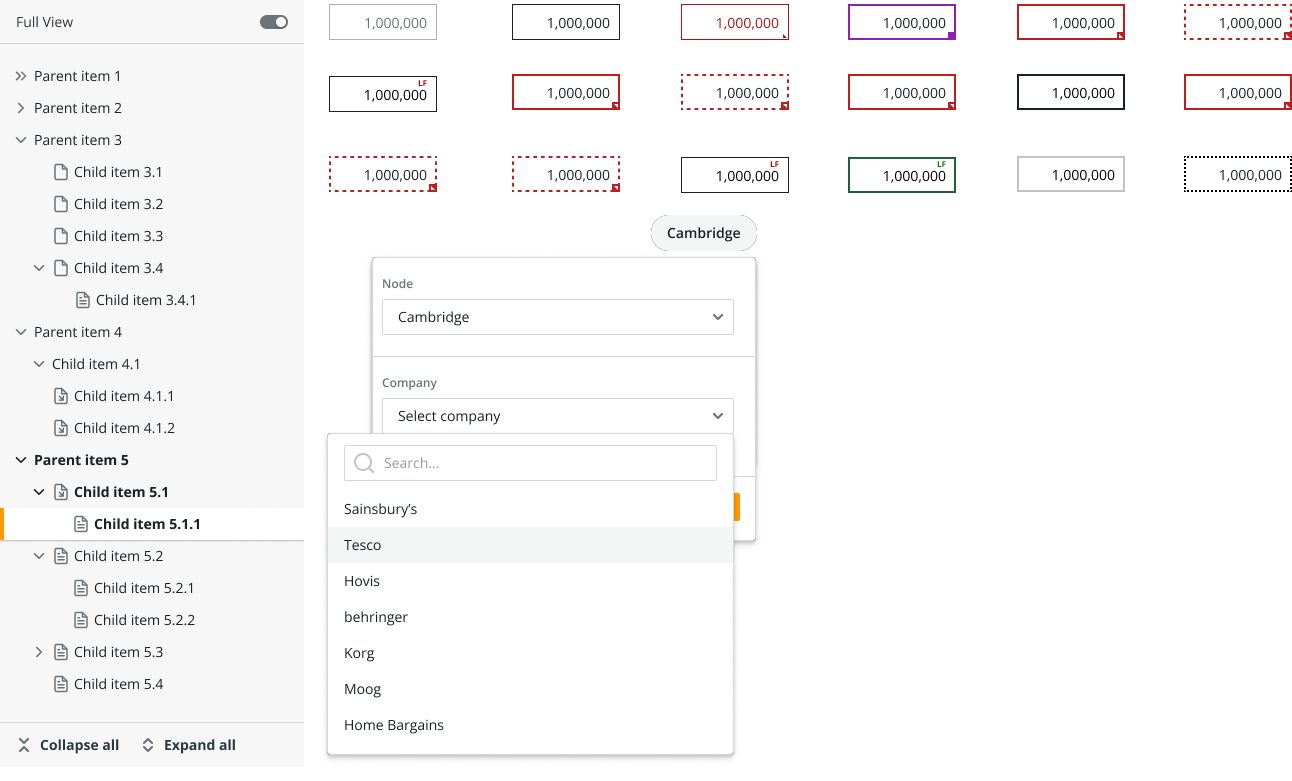 Full View
Parent item 1
Parent item 2
Parent item 3
Child item 3.1
Child item 3.2
Child item 3.3
Child item 3.4
Child item 3.4.1
Parent item 4
Child item 4.1
Child item 4.1.1
Child item 4.1.2
Parent item 5
Child item 5.1
Child item 5.1.1
Child item 5.2
Child item 5.2.1
Child item 5.2.2
Child item 5.3
Child item 5.4
Collapse all Expand all
1,000,000 1,000,000 1,000,000 1,000,000 1,000,000 1,000,000
LF
1,000,000 1,000,000 1,000,000 1,000,000 1,000,000 1,000,000
LF LF
1,000,000 1,000,000 1,000,000 1,000,000 1,000,000 1,000,000
Cambridge
Node
Cambridge
Company
Select company
Search...
Sainsbury’s
Tesco
Hovis
behringer
Korg
Moog
Home Bargains